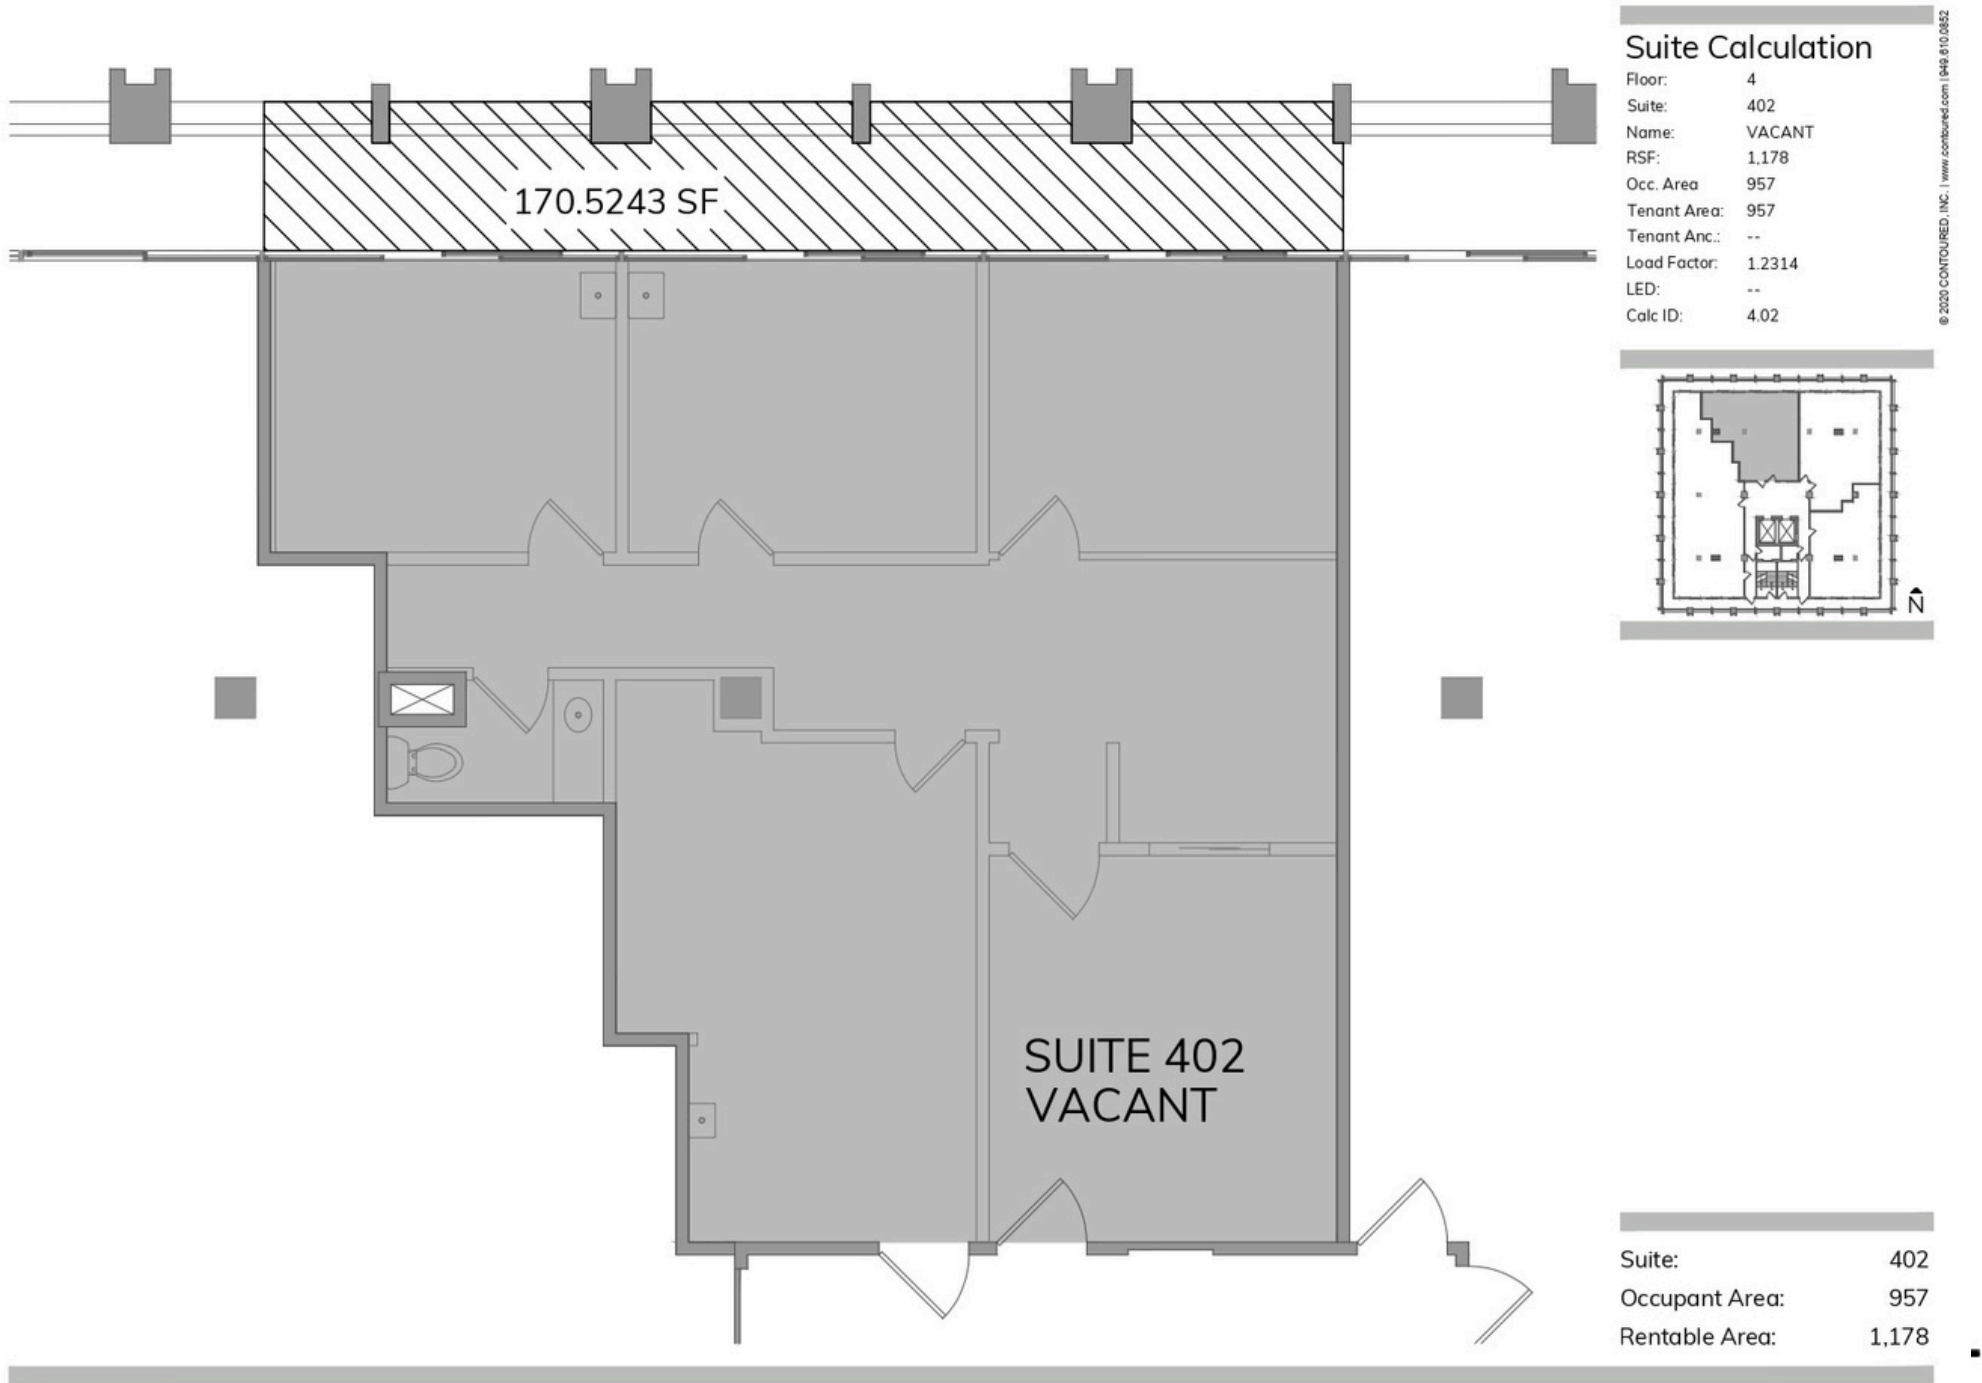 170.5243 SF
SUITE 402
VACANT
Suite Calculation
Floor: 4
Suite: 402
Name: VACANT
RSF: 1,178
Occ. Area 957
Tenant Area: 957
Tenant Anc.: --
Load Factor: 1.2314
LED: --
Calc ID: 4.02
© 2020 CONTOURED, INC. | www.contoured.com | 949.610.0852
N
Suite: 402
Occupant Area: 957
Rentable Area: 1,178